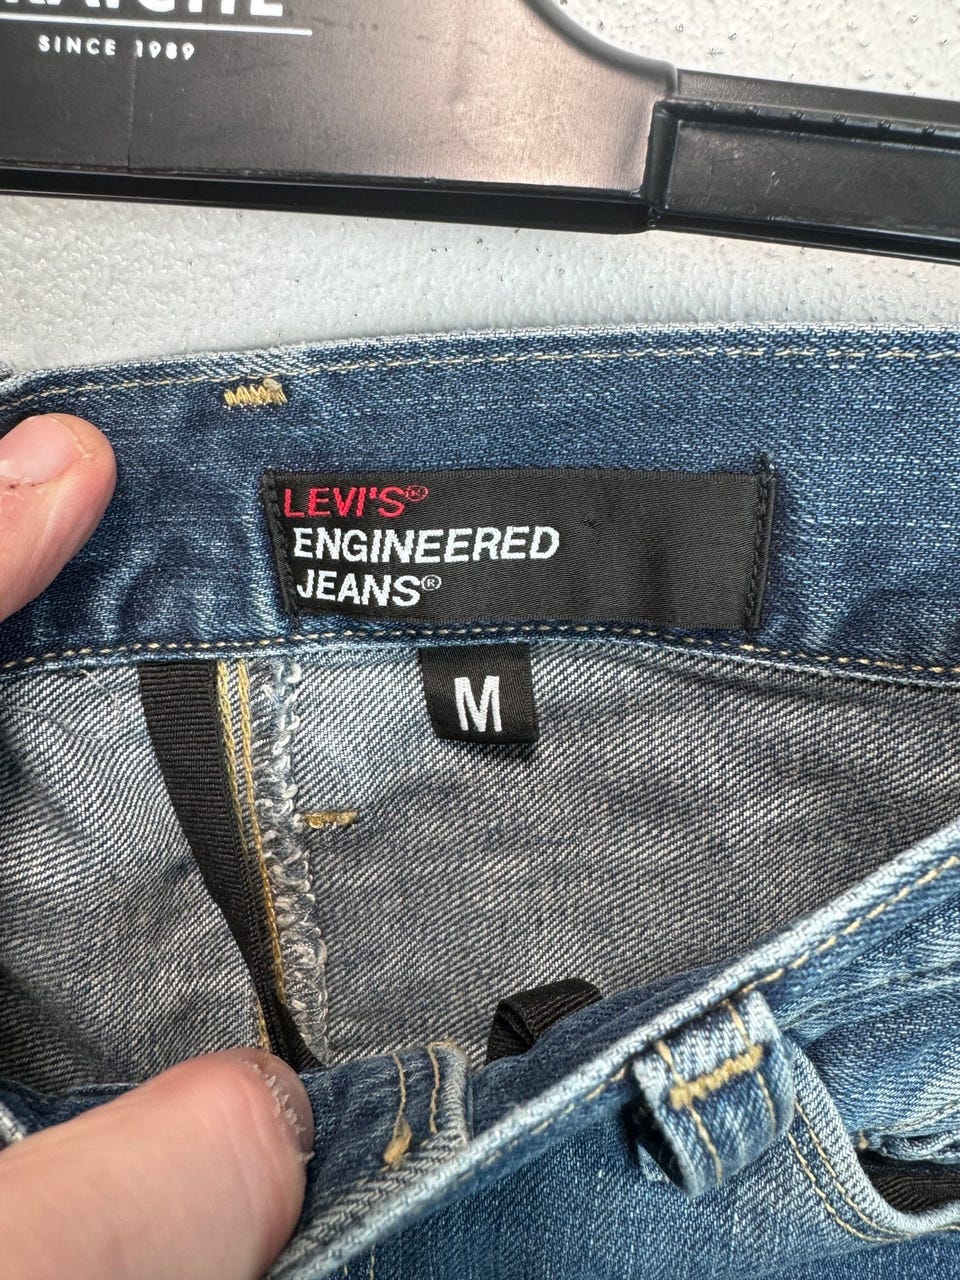 SINCE 1989
LEVI'S®
ENGINEERED
JEANS®
M